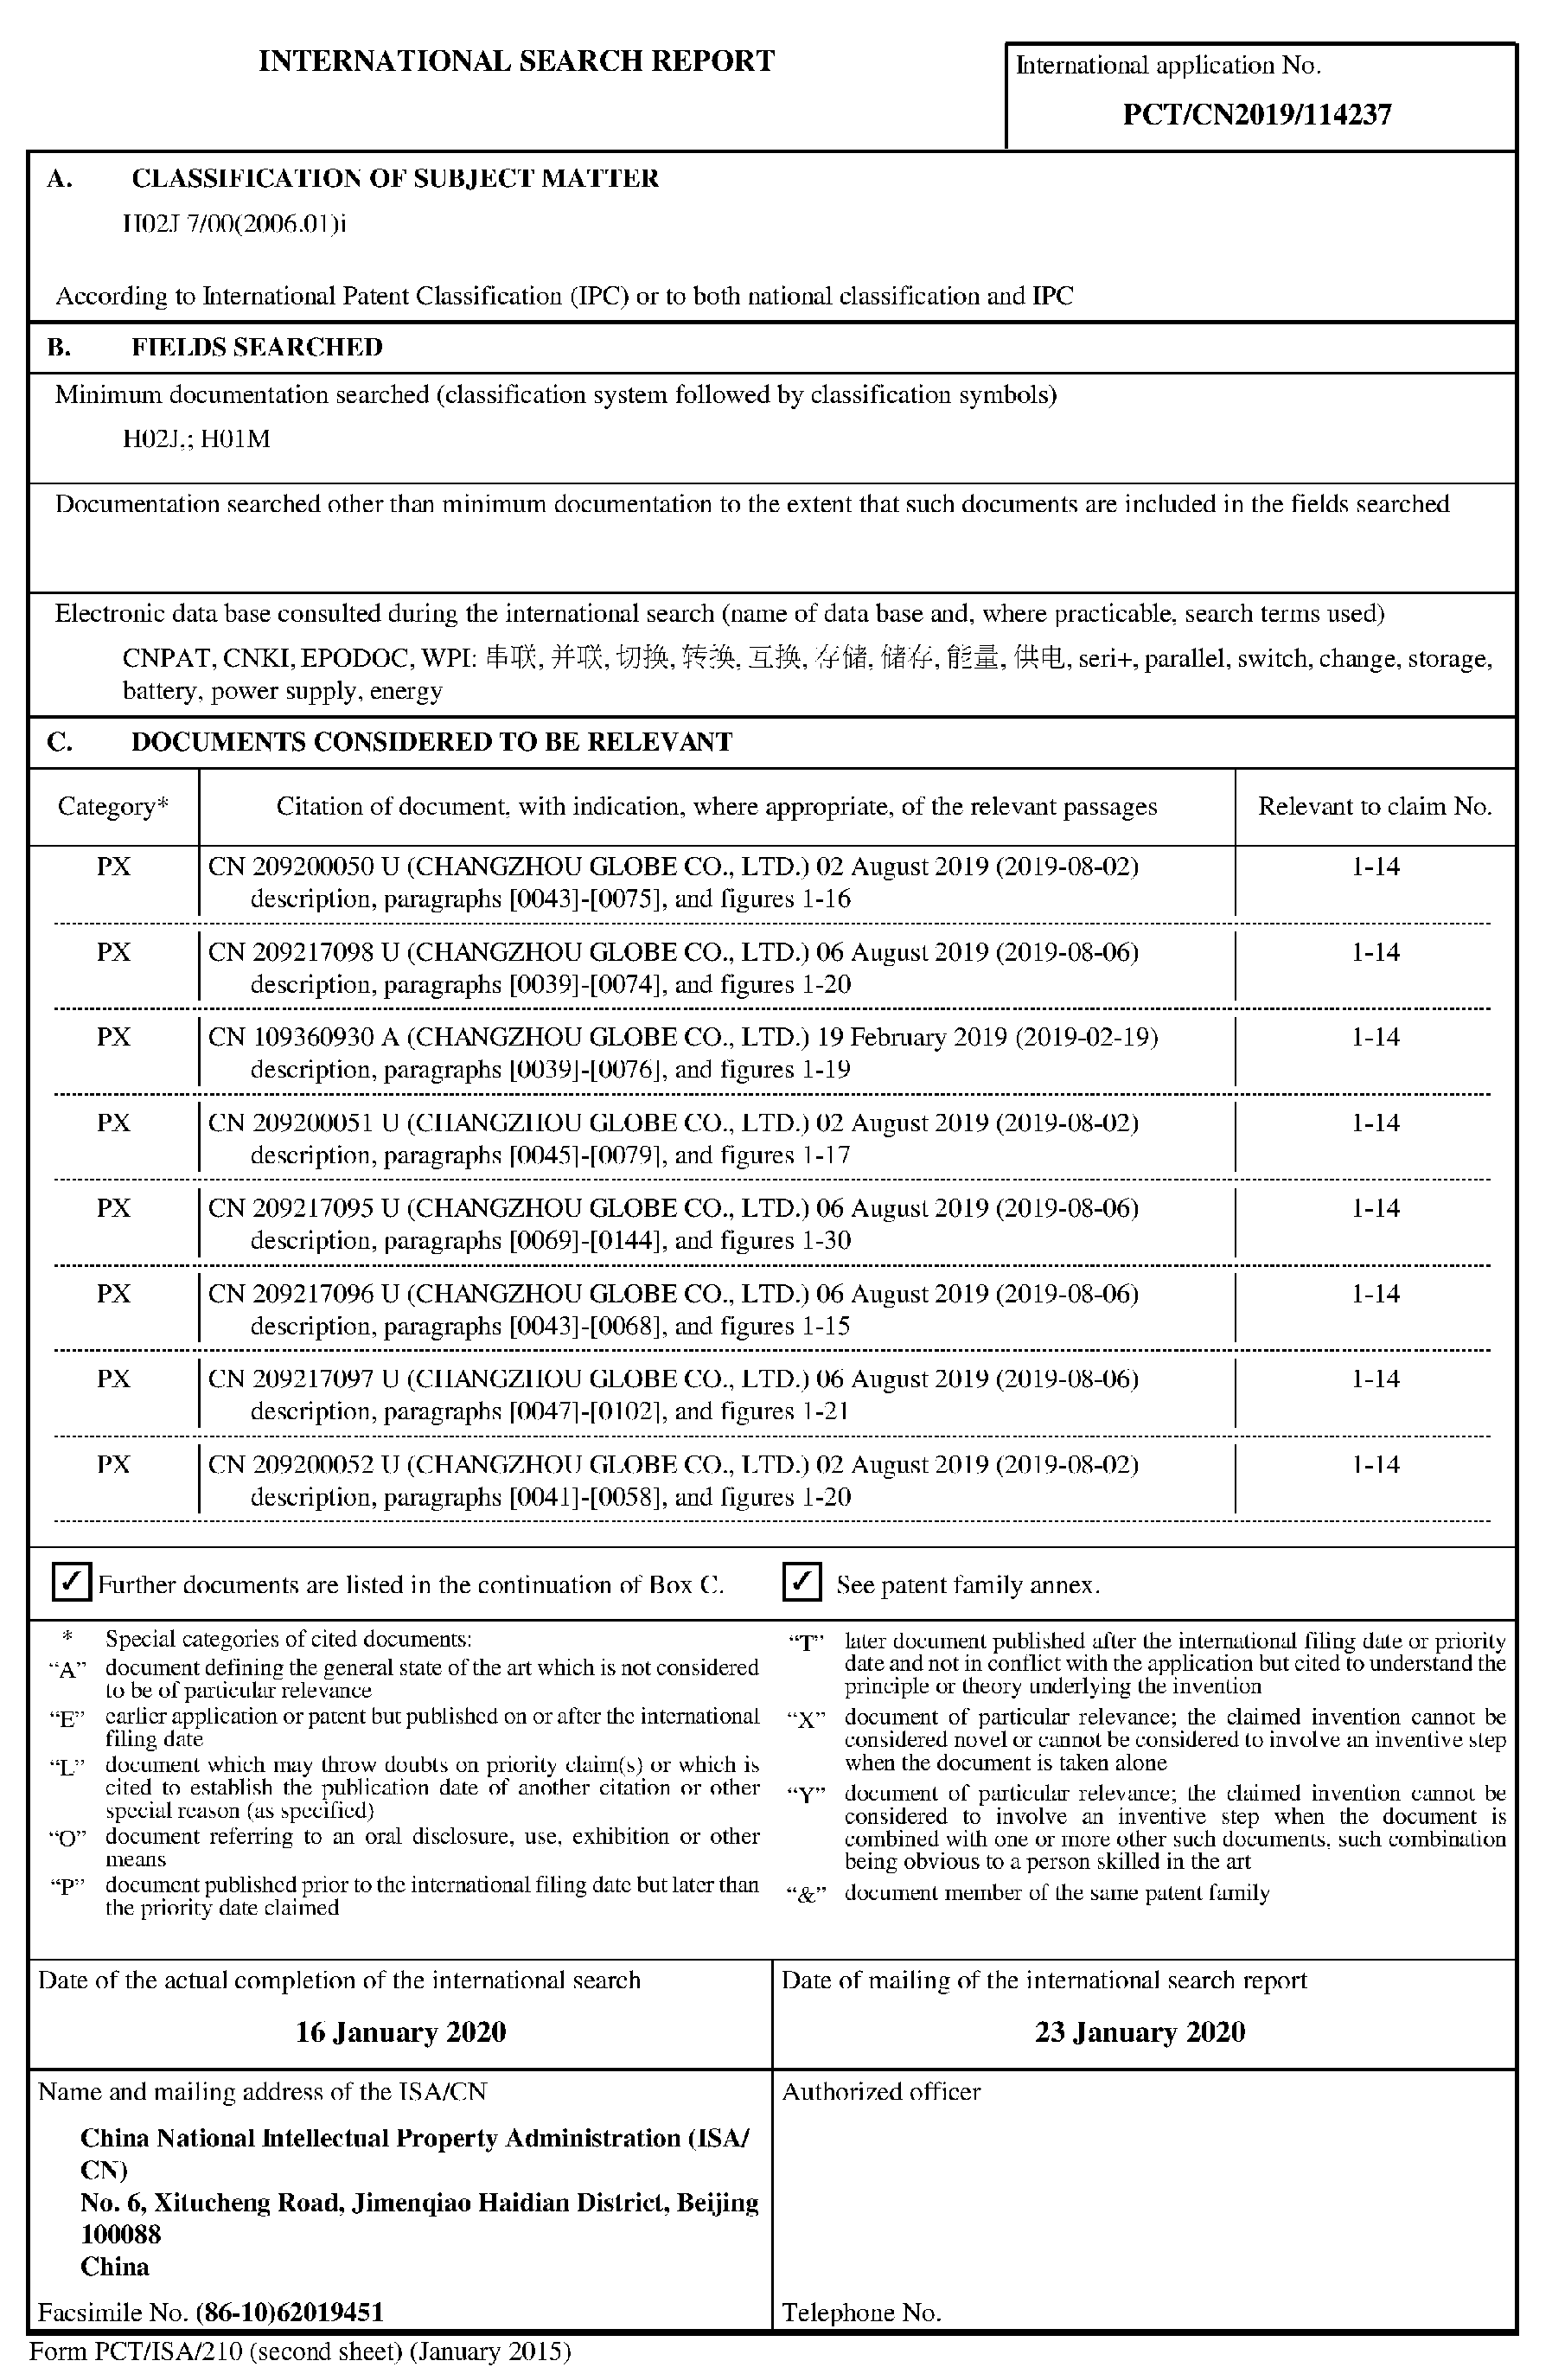 INTERNATIONAL SEARCH REPORT
International application No.
PCT/CN2019/114237
A. CLASSIFICATION OF SUBJECT MATTER
H02J 7/00(2006.01)i
According to International Patent Classification (IPC) or to both national classification and IPC
B. FIELDS SEARCHED
Minimum documentation searched (classification system followed by classification symbols)
H02J,; H01M
Documentation searched other than minimum documentation to the extent that such documents are included in the fields searched
Electronic data base consulted during the international search (name of data base and, where practicable, search terms used)
CNPAT, CNKI, EPODOC, WPI: 串联, 并联, 切换, 转换, 互换, 存储, 储存, 能量, 供电, seri+, parallel, switch, change, storage,
battery, power supply, energy
C. DOCUMENTS CONSIDERED TO BE RELEVANT
Category* Citation of document, with indication, where appropriate, of the relevant passages Relevant to claim No.
PX CN 209200050 U (CHANGZHOU GLOBE CO., LTD.) 02 August 2019 (2019-08-02) 1-14
description, paragraphs [0043]-[0075], and figures 1-16
PX CN 209217098 U (CHANGZHOU GLOBE CO., LTD.) 06 August 2019 (2019-08-06) 1-14
description, paragraphs [0039]-[0074], and figures 1-20
PX CN 109360930 A (CHANGZHOU GLOBE CO., LTD.) 19 February 2019 (2019-02-19) 1-14
description, paragraphs [0039]-[0076], and figures 1-19
PX CN 209200051 U (CHANGZHOU GLOBE CO., LTD.) 02 August 2019 (2019-08-02) 1-14
description, paragraphs [0045]-[0079], and figures 1-17
PX CN 209217095 U (CHANGZHOU GLOBE CO., LTD.) 06 August 2019 (2019-08-06) 1-14
description, paragraphs [0069]-[0144], and figures 1-30
PX CN 209217096 U (CHANGZHOU GLOBE CO., LTD.) 06 August 2019 (2019-08-06) 1-14
description, paragraphs [0043]-[0068], and figures 1-15
PX CN 209217097 U (CHANGZHOU GLOBE CO., LTD.) 06 August 2019 (2019-08-06) 1-14
description, paragraphs [0047]-[0102], and figures 1-21
PX CN 209200052 U (CHANGZHOU GLOBE CO., LTD.) 02 August 2019 (2019-08-02) 1-14
description, paragraphs [0041]-[0058], and figures 1-20
✓ Further documents are listed in the continuation of Box C. ✓ See patent family annex.
* Special categories of cited documents:
“A” document defining the general state of the art which is not considered
to be of particular relevance
“E” earlier application or patent but published on or after the international
filing date
“L” document which may throw doubts on priority claim(s) or which is
cited to establish the publication date of another citation or other
special reason (as specified)
“O” document referring to an oral disclosure, use, exhibition or other
means
“P” document published prior to the international filing date but later than
the priority date claimed
“T” later document published after the international filing date or priority
date and not in conflict with the application but cited to understand the
principle or theory underlying the invention
“X” document of particular relevance; the claimed invention cannot be
considered novel or cannot be considered to involve an inventive step
when the document is taken alone
“Y” document of particular relevance; the claimed invention cannot be
considered to involve an inventive step when the document is
combined with one or more other such documents, such combination
being obvious to a person skilled in the art
“&” document member of the same patent family
Date of the actual completion of the international search
16 January 2020
Date of mailing of the international search report
23 January 2020
Name and mailing address of the ISA/CN
China National Intellectual Property Administration (ISA/
CN)
No. 6, Xitucheng Road, Jimenqiao Haidian District, Beijing
100088
China
Authorized officer
Facsimile No. (86-10)62019451
Telephone No.
Form PCT/ISA/210 (second sheet) (January 2015)